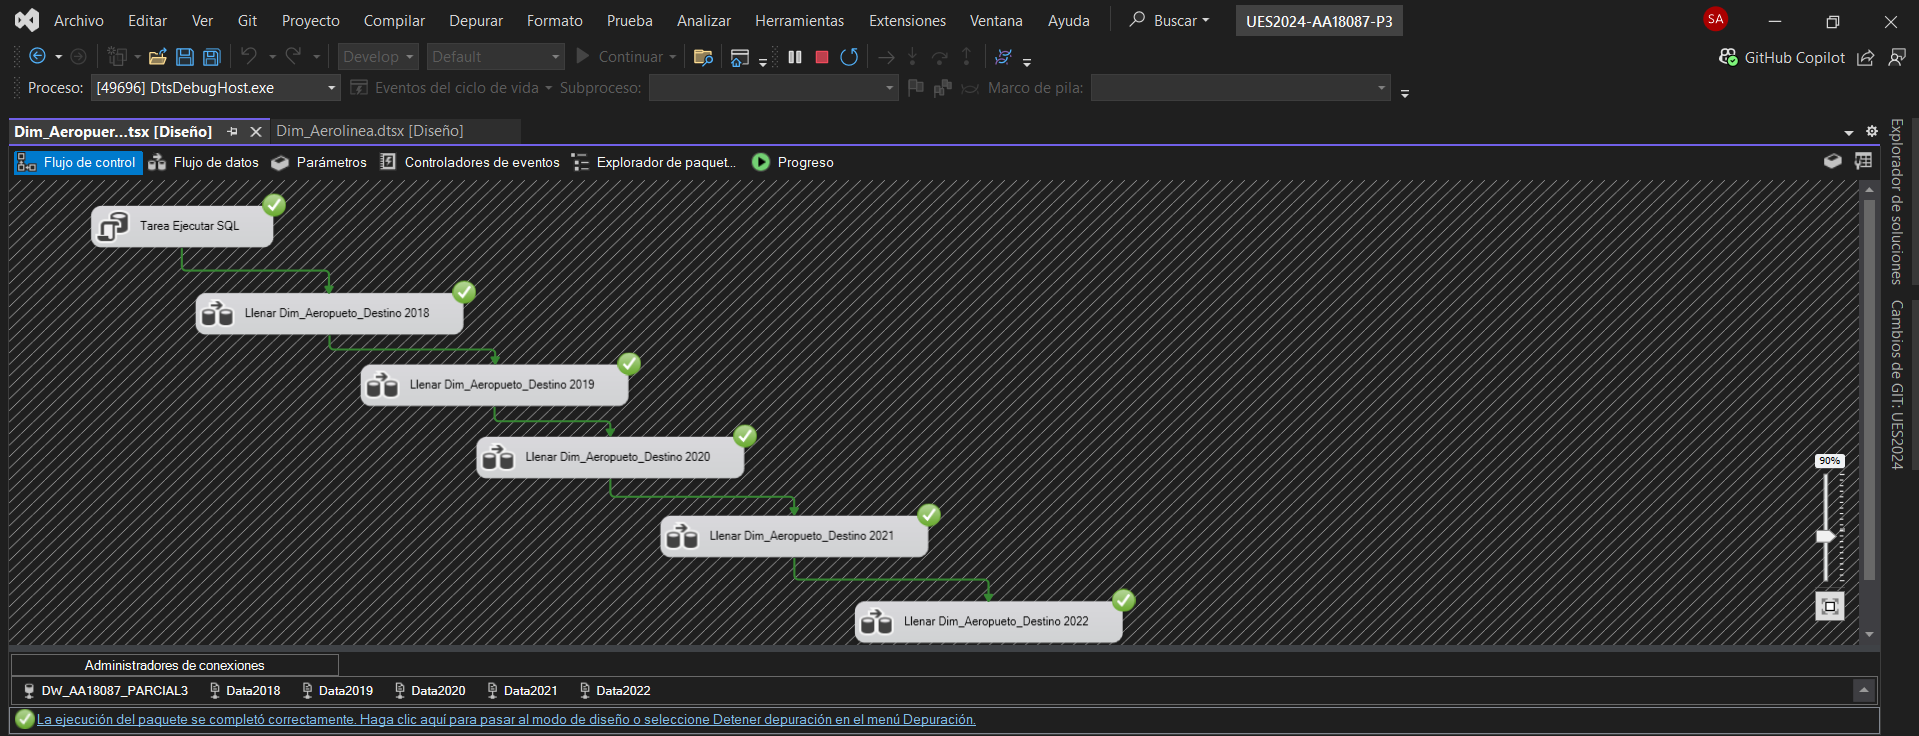 Archivo Editar Ver Git Proyecto Compilar Depurar Formato Prueba Analizar Herramientas Extensiones Ventana Ayuda Buscar UES2024-AA18087-P3 SA
Develop Default Continuar GitHub Copilot
Proceso: [49696] DtsDebugHost.exe Eventos del ciclo de vida Subproceso: Marco de pila:
Dim_Aeropuer...tsx [Diseño] Dim_Aerolinea.dtsx [Diseño]
Flujo de control Flujo de datos Parámetros Controladores de eventos Explorador de paquet... Progreso
Tarea Ejecutar SQL
Llenar Dim_Aeropueto_Destino 2018
Llenar Dim_Aeropueto_Destino 2019
Llenar Dim_Aeropueto_Destino 2020
Llenar Dim_Aeropueto_Destino 2021
Llenar Dim_Aeropueto_Destino 2022
90%
Explorador de soluciones
Cambios de GIT: UES2024
Administradores de conexiones
DW_AA18087_PARCIAL3 Data2018 Data2019 Data2020 Data2021 Data2022
La ejecución del paquete se completó correctamente. Haga clic aquí para pasar al modo de diseño o seleccione Detener depuración en el menú Depuración.